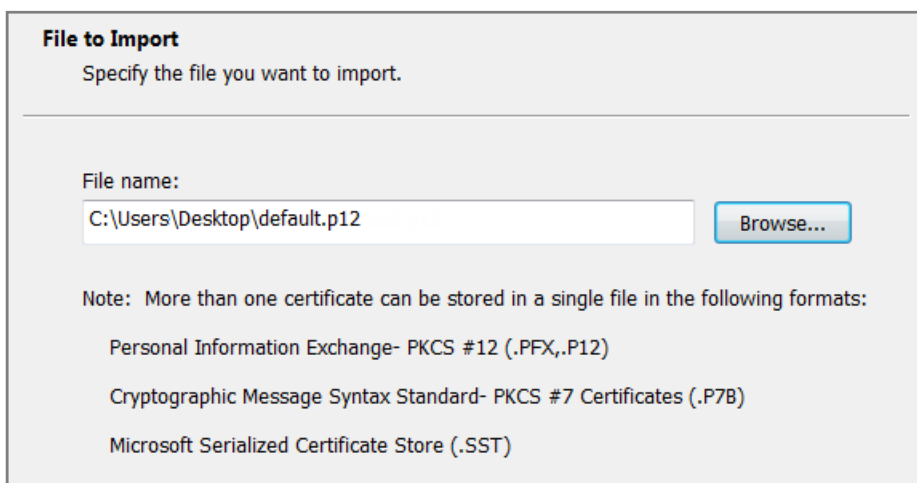 File to Import
Specify the file you want to import.
File name:
C:\Users\Desktop\default.p12
Browse...
Note:  More than one certificate can be stored in a single file in the following formats:
Personal Information Exchange- PKCS #12 (.PFX,.P12)
Cryptographic Message Syntax Standard- PKCS #7 Certificates (.P7B)
Microsoft Serialized Certificate Store (.SST)